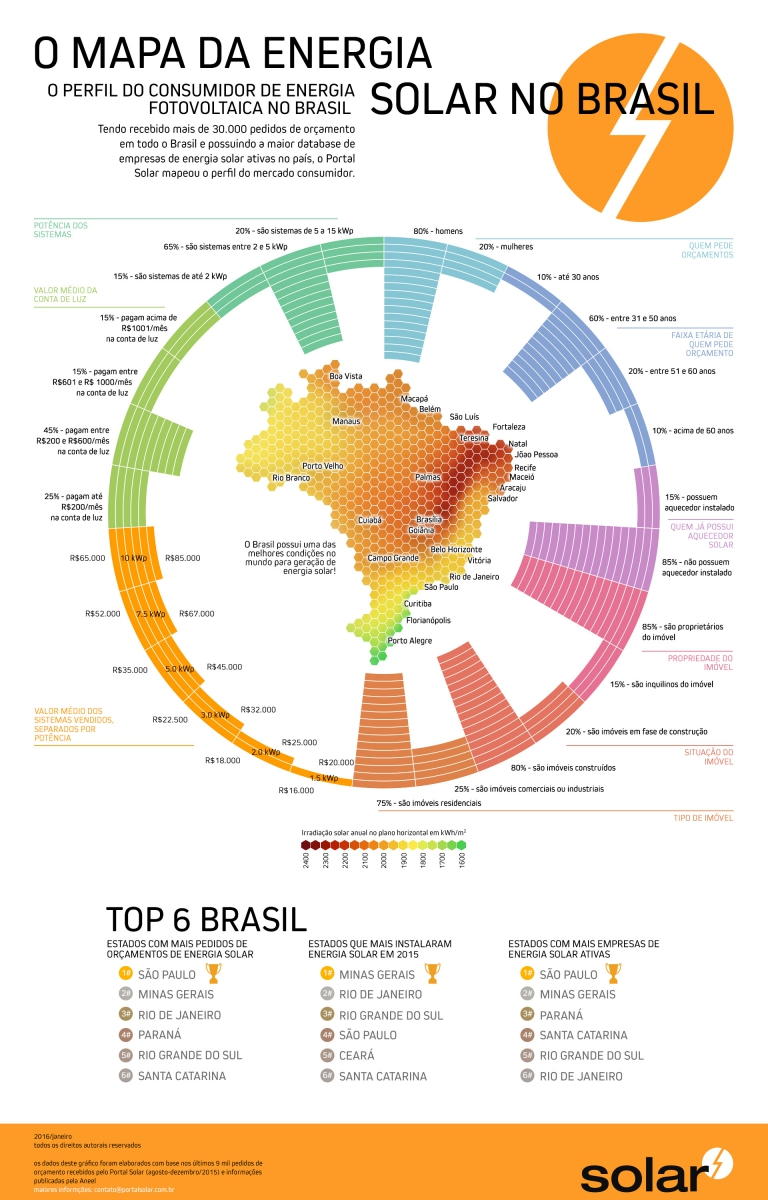 O MAPA DA ENERGIA
SOLAR NO BRASIL
O PERFIL DO CONSUMIDOR DE ENERGIA
FOTOVOLTAICA NO BRASIL
Tendo recebido mais de 30.000 pedidos de orçamento
em todo o Brasil e possuindo a maior database de
empresas de energia solar ativas no país, o Portal
Solar mapeou o perfil do mercado consumidor.
POTÊNCIA DOS
SISTEMAS
20% - são sistemas de 5 a 15 kWp
65% - são sistemas entre 2 e 5 kWp
15% - são sistemas de até 2 kWp
VALOR MÉDIO DA
CONTA DE LUZ
15% - pagam acima de
R$1001/mês
na conta de luz
15% - pagam entre
R$601 e R$ 1000/mês
na conta de luz
45% - pagam entre
R$200 e R$600/mês
na conta de luz
25% - pagam até
R$200/mês
na conta de luz
R$65.000 10 kWp R$85.000
R$52.000 7.5 kWp R$67.000
R$35.000 5.0 kWp R$45.000
R$22.500 3.0 kWp R$32.000
R$18.000 2.0 kWp R$25.000
R$16.000 1.5 kWp R$20.000
VALOR MÉDIO DOS
SISTEMAS VENDIDOS,
SEPARADOS POR
POTÊNCIA
80% - homens
20% - mulheres
QUEM PEDE
ORÇAMENTOS
10% - até 30 anos
60% - entre 31 e 50 anos
FAIXA ETÁRIA DE
QUEM PEDE
ORÇAMENTO
20% - entre 51 e 60 anos
10% - acima de 60 anos
15% - possuem
aquecedor instalado
QUEM JÁ POSSUI
AQUECEDOR
SOLAR
85% - não possuem
aquecedor instalado
85% - são proprietários
do imóvel
PROPRIEDADE DO
IMÓVEL
15% - são inquilinos do imóvel
20% - são imóveis em fase de construção
SITUAÇÃO DO
IMÓVEL
80% - são imóveis construídos
25% - são imóveis comerciais ou industriais
75% - são imóveis residenciais
TIPO DE IMÓVEL
Boa Vista
Macapá
Belém
Manaus
São Luís
Fortaleza
Teresina
Natal
Jõao Pessoa
Porto Velho
Recife
Rio Branco
Palmas
Maceió
Aracaju
Salvador
Cuiabá
Brasília
Goiânia
Belo Horizonte
Campo Grande
Vitória
Rio de Janeiro
São Paulo
Curitiba
Florianópolis
Porto Alegre
O Brasil possui uma das
melhores condições no
mundo para geração de
energia solar!
Irradiação solar anual no plano horizontal em kWh/m²
2400 2300 2200 2100 2000 1900 1800 1700 1600
TOP 6 BRASIL
ESTADOS COM MAIS PEDIDOS DE
ORÇAMENTOS DE ENERGIA SOLAR
1# SÃO PAULO
2# MINAS GERAIS
3# RIO DE JANEIRO
4# PARANÁ
5# RIO GRANDE DO SUL
6# SANTA CATARINA
ESTADOS QUE MAIS INSTALARAM
ENERGIA SOLAR EM 2015
1# MINAS GERAIS
2# RIO DE JANEIRO
3# RIO GRANDE DO SUL
4# SÃO PAULO
5# CEARÁ
6# SANTA CATARINA
ESTADOS COM MAIS EMPRESAS DE
ENERGIA SOLAR ATIVAS
1# SÃO PAULO
2# MINAS GERAIS
3# PARANÁ
4# SANTA CATARINA
5# RIO GRANDE DO SUL
6# RIO DE JANEIRO
2016/janeiro
todos os direitos autorais reservados
os dados deste gráfico foram elaborados com base nos últimos 9 mil pedidos de
orçamento recebidos pelo Portal Solar (agosto-dezembro/2015) e informações
publicadas pela Aneel
maiores informções: contato@portalsolar.com.br
solar